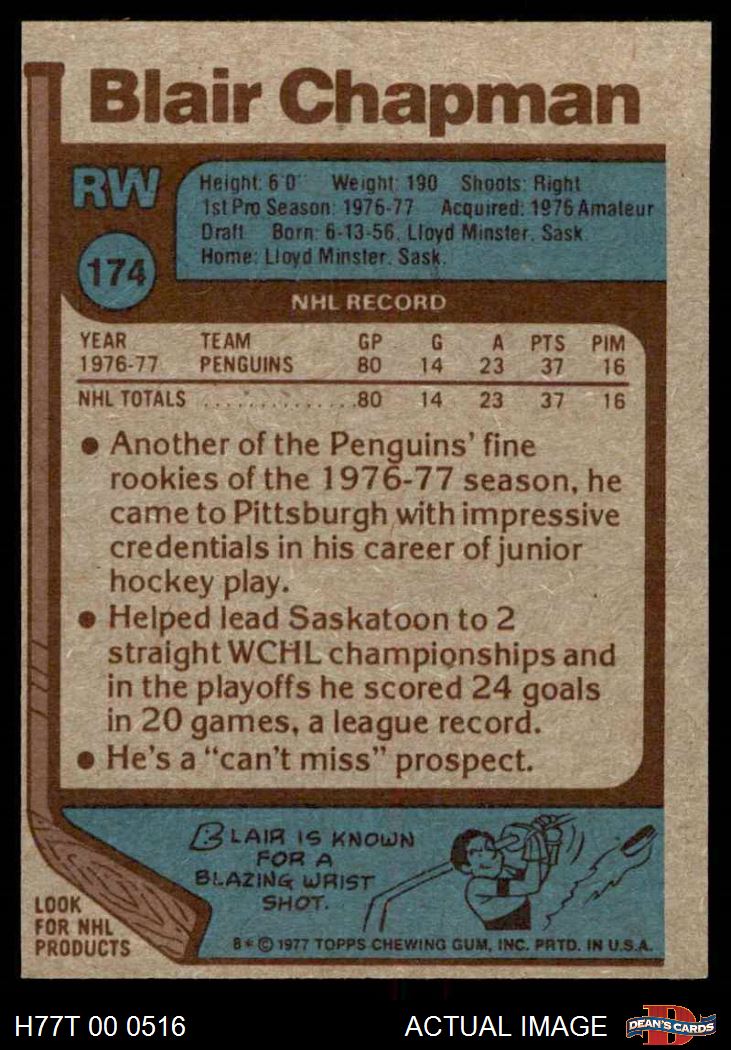 Blair Chapman
RW
Height: 6'0" Weight: 190 Shoots: Right
1st Pro Season: 1976-77 Acquired: 1976 Amateur
Draft Born: 6-13-56, Lloyd Minster, Sask.
Home: Lloyd Minster, Sask.
174
NHL RECORD
YEAR TEAM GP G A PTS PIM
1976-77 PENGUINS 80 14 23 37 16
NHL TOTALS ..............80 14 23 37 16
● Another of the Penguins' fine
rookies of the 1976-77 season, he
came to Pittsburgh with impressive
credentials in his career of junior
hockey play.
● Helped lead Saskatoon to 2
straight WCHL championships and
in the playoffs he scored 24 goals
in 20 games, a league record.
● He's a "can't miss" prospect.
BLAIR IS KNOWN
FOR A
BLAZING WRIST
SHOT.
LOOK
FOR NHL
PRODUCTS
8* © 1977 TOPPS CHEWING GUM, INC. PRTD. IN U.S.A.
H77T 00 0516
ACTUAL IMAGE
DEAN'S CARDS